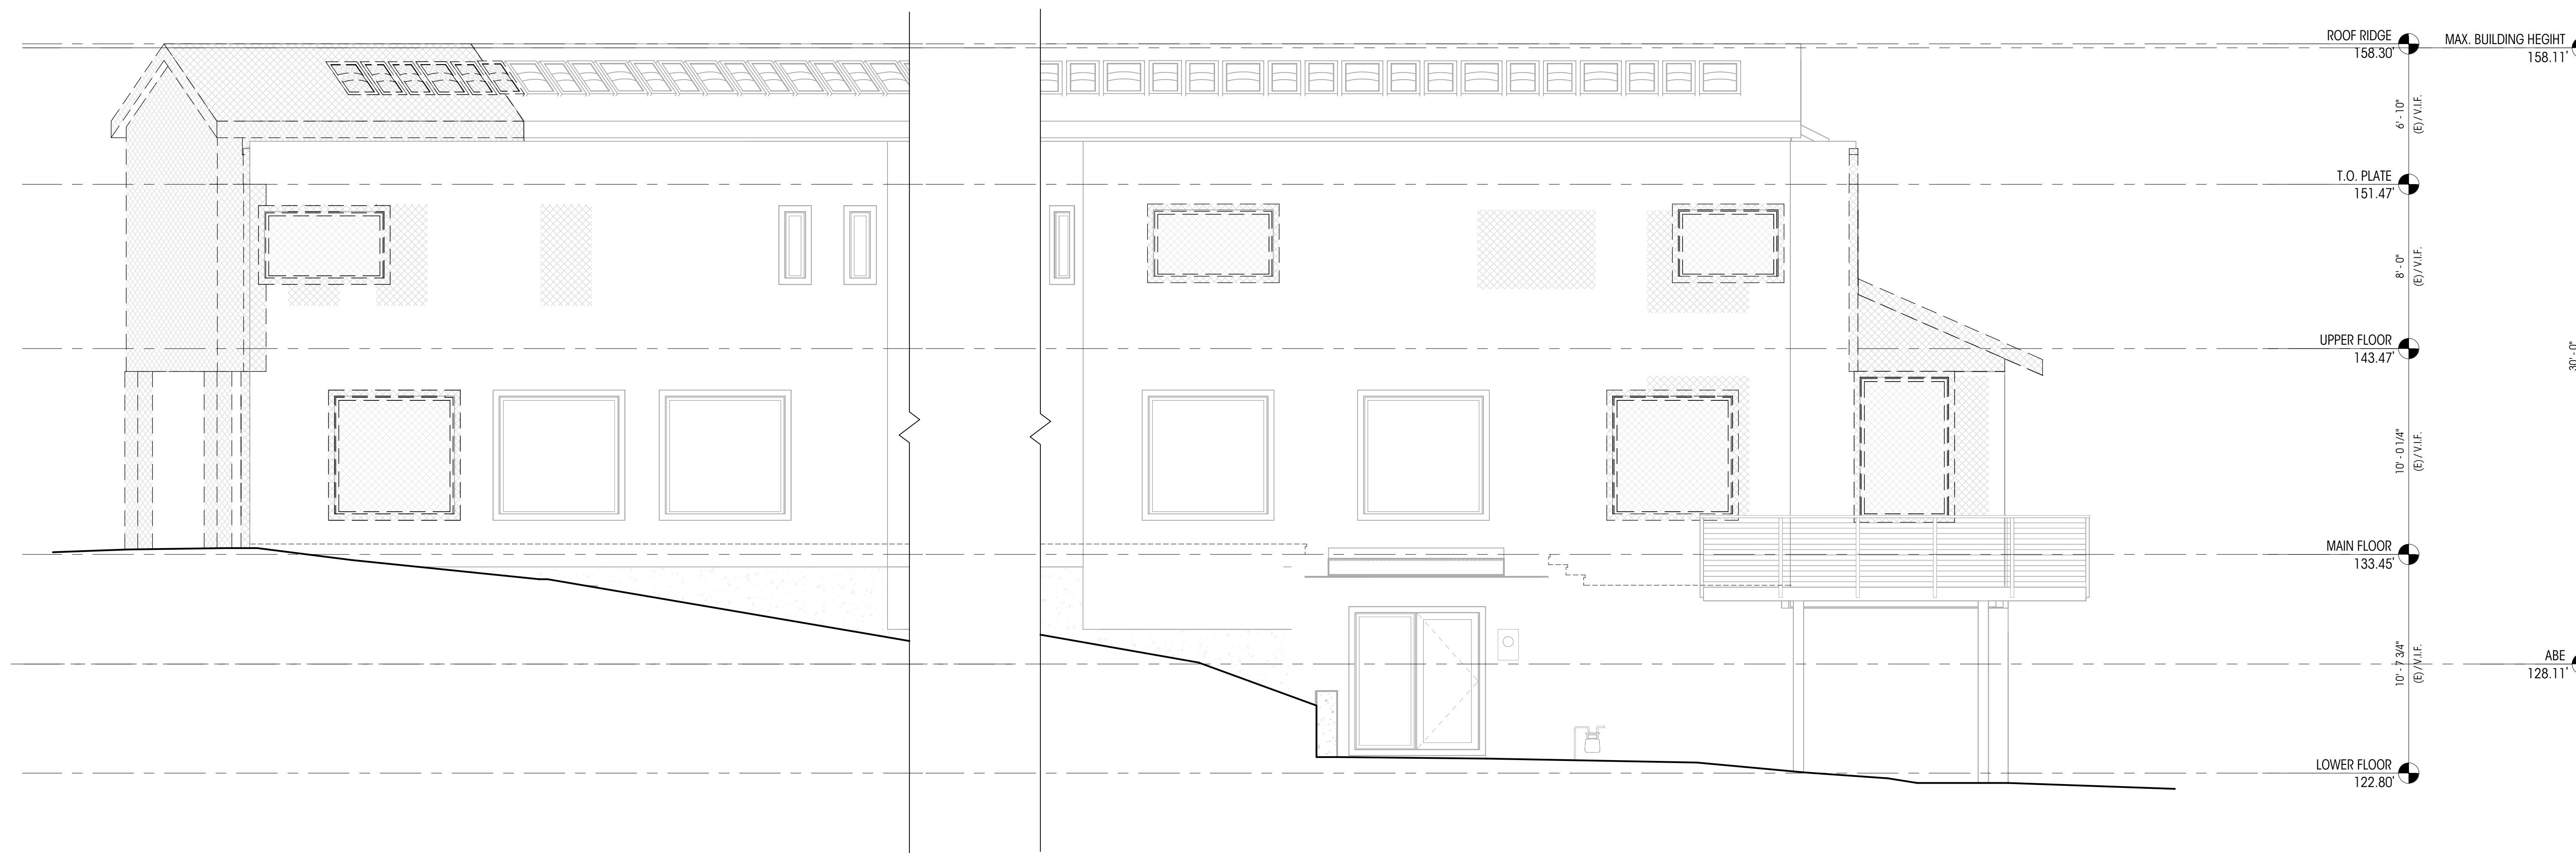 ROOF RIDGE
158.30'
MAX. BUILDING HEGIHT
158.11'
6' - 10"
(E) / V.I.F.
T.O. PLATE
151.47'
8' - 0"
(E) / V.I.F.
UPPER FLOOR
143.47'
30' - 0"
10' - 0 1/4"
(E) / V.I.F.
MAIN FLOOR
133.45'
10' - 7 3/4"
(E) / V.I.F.
ABE
128.11'
LOWER FLOOR
122.80'